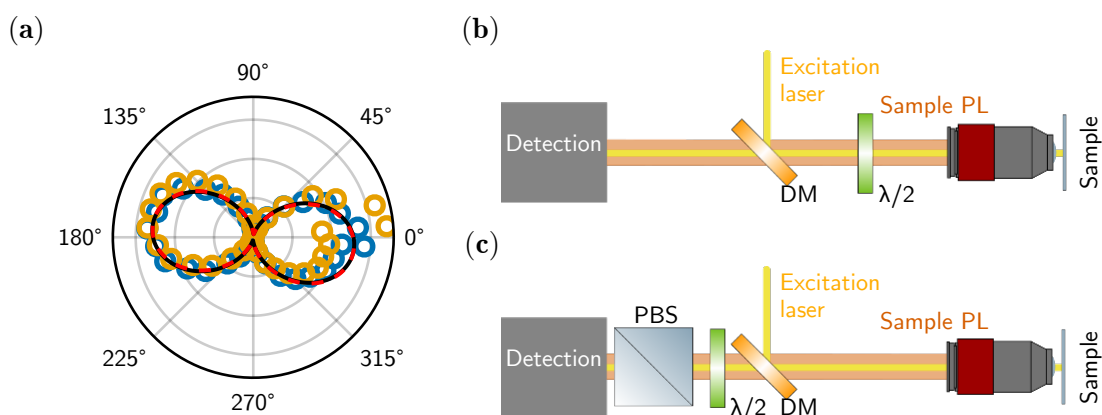 (a)
90°
135°
45°
180°
0°
225°
315°
270°
(b)
Excitation
laser
Sample PL
Detection
Sample
DM
λ/2
(c)
Excitation
laser
PBS
Sample PL
Detection
Sample
λ/2
DM